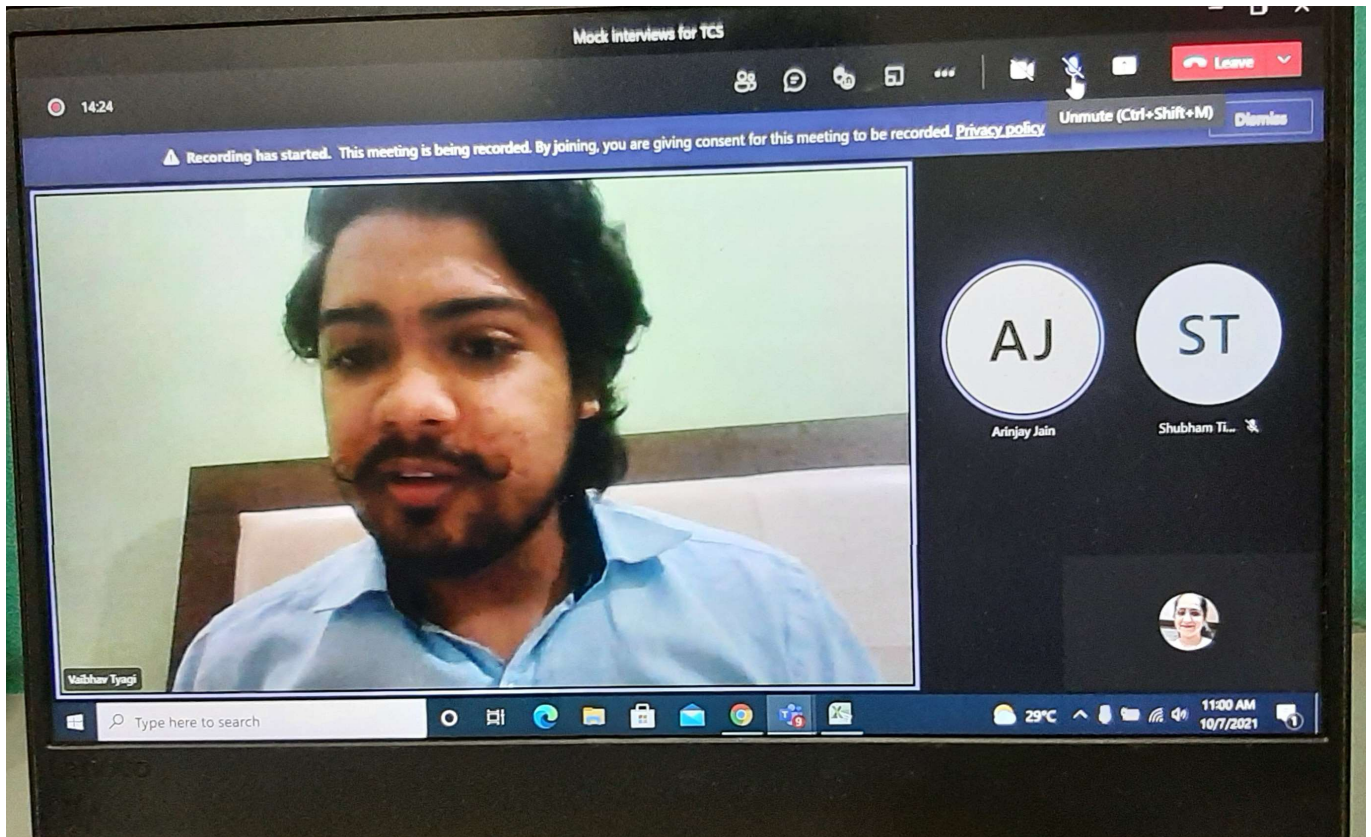 Mock interviews for TCS
14:24
Leave
Unmute (Ctrl+Shift+M)
Recording has started. This meeting is being recorded. By joining, you are giving consent for this meeting to be recorded. Privacy policy
Dismiss
AJ
ST
Arinjay Jain
Shubham Ti...
Vaibhav Tyagi
Type here to search
9
29°C
11:00 AM
10/7/2021
1